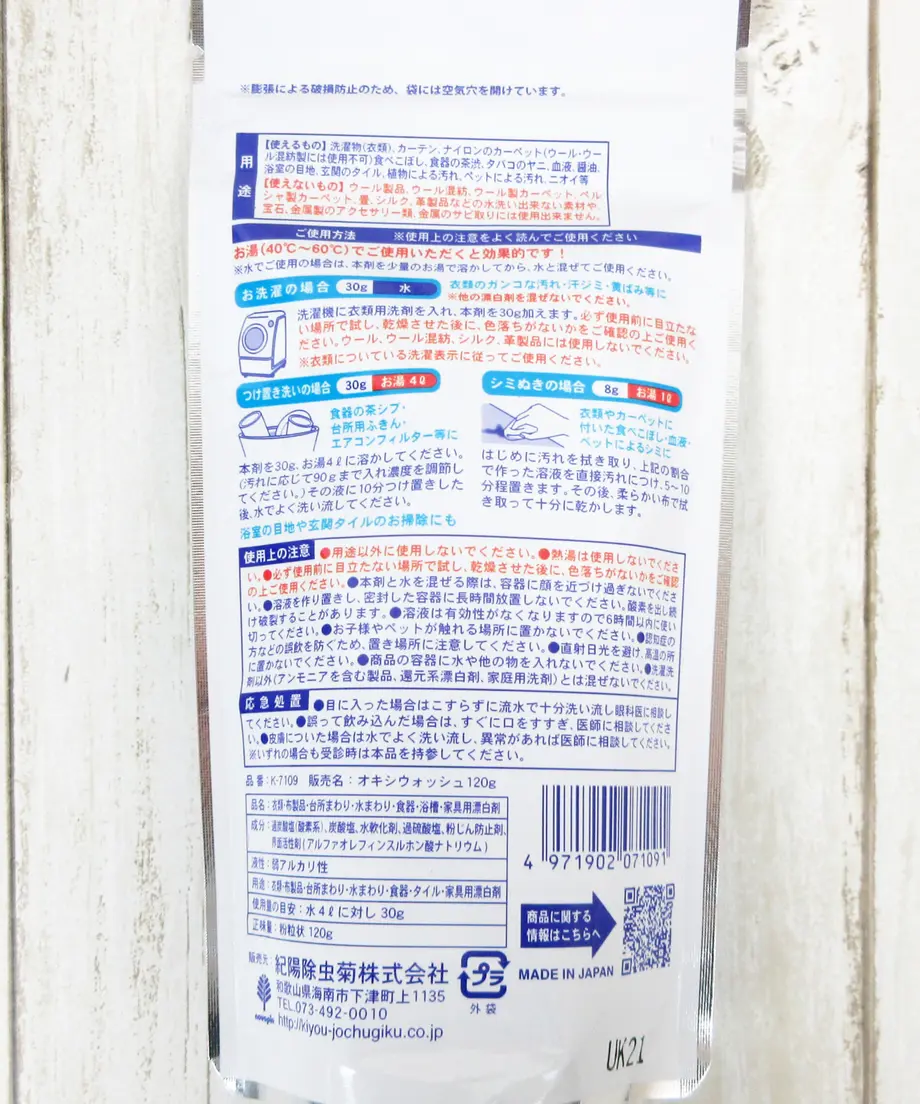 ※膨張による破損防止のため、袋には空気穴を開けています。
用途
【使えるもの】洗濯物(衣類)、カーテン、ナイロンのカーペット(ウール・ウー
ル混紡製には使用不可)食べこぼし、食器の茶渋、タバコのヤニ、血液、醤油、
浴室の目地、玄関のタイル、植物による汚れ、ペットによる汚れ、ニオイ等
【使えないもの】ウール製品、ウール混紡、ウール製カーペット、ペル
シャ製カーペット、畳、シルク、革製品などの水洗い出来ない素材や、
宝石、金属製のアクセサリー類、金属のサビ取りには使用出来ません。
ご使用方法 ※使用上の注意をよく読んでご使用ください
お湯(40℃〜60℃)でご使用いただくと効果的です!
※水でご使用の場合は、本剤を少量のお湯で溶かしてから、水と混ぜてご使用ください。
お洗濯の場合 30g 水
衣類のガンコな汚れ・汗ジミ・黄ばみ等に
※他の漂白剤を混ぜないでください。
洗濯機に衣類用洗剤を入れ、本剤を30g加えます。必ず使用前に目立たな
い場所で試し、乾燥させた後に、色落ちがないかをご確認の上ご使用く
ださい。ウール、ウール混紡、シルク、革製品には使用しないでください。
※衣類についている洗濯表示に従ってご使用ください。
つけ置き洗いの場合 30g お湯4ℓ
食器の茶シブ・
台所用ふきん・
エアコンフィルター等に
本剤を30g、お湯4ℓに溶かしてください。
(汚れに応じて90gまで入れ濃度を調節し
てください。)その液に10分つけ置きした
後、水でよく洗い流してください。
浴室の目地や玄関タイルのお掃除にも
シミぬきの場合 8g お湯1ℓ
衣類やカーペットに
付いた食べこぼし・血液・
ペットによるシミに
はじめに汚れを拭き取り、上記の割合
で作った溶液を直接汚れにつけ、5〜10
分程置きます。その後、柔らかい布で拭
き取って十分に乾かします。
使用上の注意 ●用途以外に使用しないでください。●熱湯は使用しないでくださ
い。●必ず使用前に目立たない場所で試し、乾燥させた後に、色落ちがないかをご確認
の上ご使用ください。●本剤と水を混ぜる際は、容器に顔を近づけ過ぎないでくださ
い。●溶液を作り置きし、密封した容器に長時間放置しないでください。酸素を出し続
け破裂することがあります。●溶液は有効性がなくなりますので6時間以内に使い
切ってください。●お子様やペットが触れる場所に置かないでください。●認知症の
方などの誤飲を防ぐため、置き場所に注意してください。●直射日光を避け、高温の所
に置かないでください。●商品の容器に水や他の物を入れないでください。●洗濯洗
剤以外(アンモニアを含む製品、還元系漂白剤、家庭用洗剤)とは混ぜないでください。
応急処置 ●目に入った場合はこすらずに流水で十分洗い流し眼科医に相談し
てください。●誤って飲み込んだ場合は、すぐに口をすすぎ、医師に相談してくださ
い。●皮膚についた場合は水でよく洗い流し、異常があれば医師に相談してください。
※いずれの場合も受診時は本品を持参してください。
品番:K-7109 販売名:オキシウォッシュ120g
品名:衣類・布製品・台所まわり・水まわり・食器・浴槽・家具用漂白剤
成分:過炭酸塩(酸素系)、炭酸塩、水軟化剤、過硫酸塩、粉じん防止剤、
界面活性剤(アルファオレフィンスルホン酸ナトリウム)
液性:弱アルカリ性
用途:衣類・布製品・台所まわり・水まわり・食器・タイル・家具用漂白剤
使用量の目安:水4ℓに対し30g
正味量:粉粒状120g
4 971902 071091
商品に関する
情報はこちらへ
販売元:紀陽除虫菊株式会社
和歌山県海南市下津町上1135
TEL.073-492-0010
http://kiyou-jochugiku.co.jp
novopin
プラ
外袋
MADE IN JAPAN
UK21